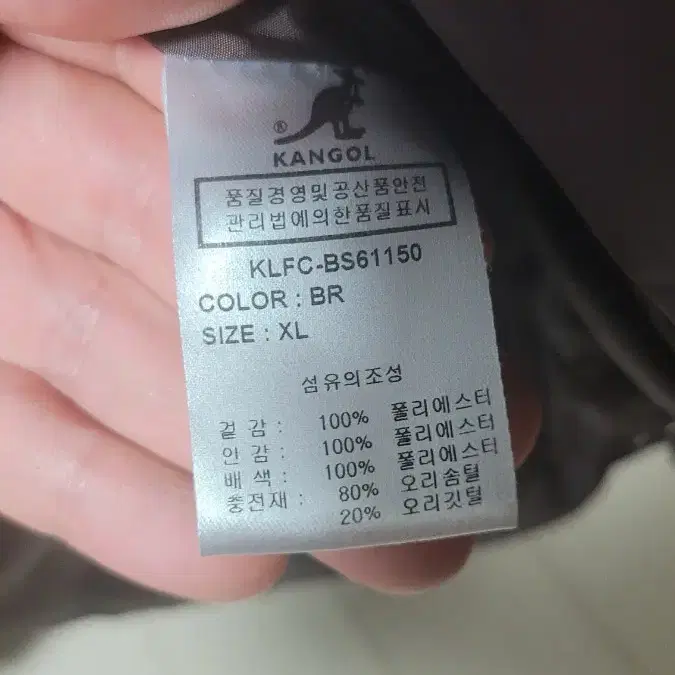 ®
KANGOL
품질경영및공산품안전
관리법에의한품질표시
KLFC-BS61150
COLOR : BR
SIZE : XL
섬유의조성
겉 감 : 100% 폴리에스터
안 감 : 100% 폴리에스터
배 색 : 100% 폴리에스터
충전재 : 80% 오리솜털
20% 오리깃털